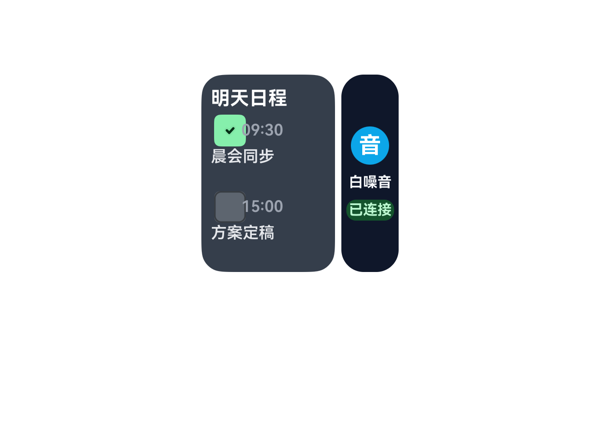 明天日程
09:30
晨会同步
15:00
方案定稿
音
白噪音
已连接